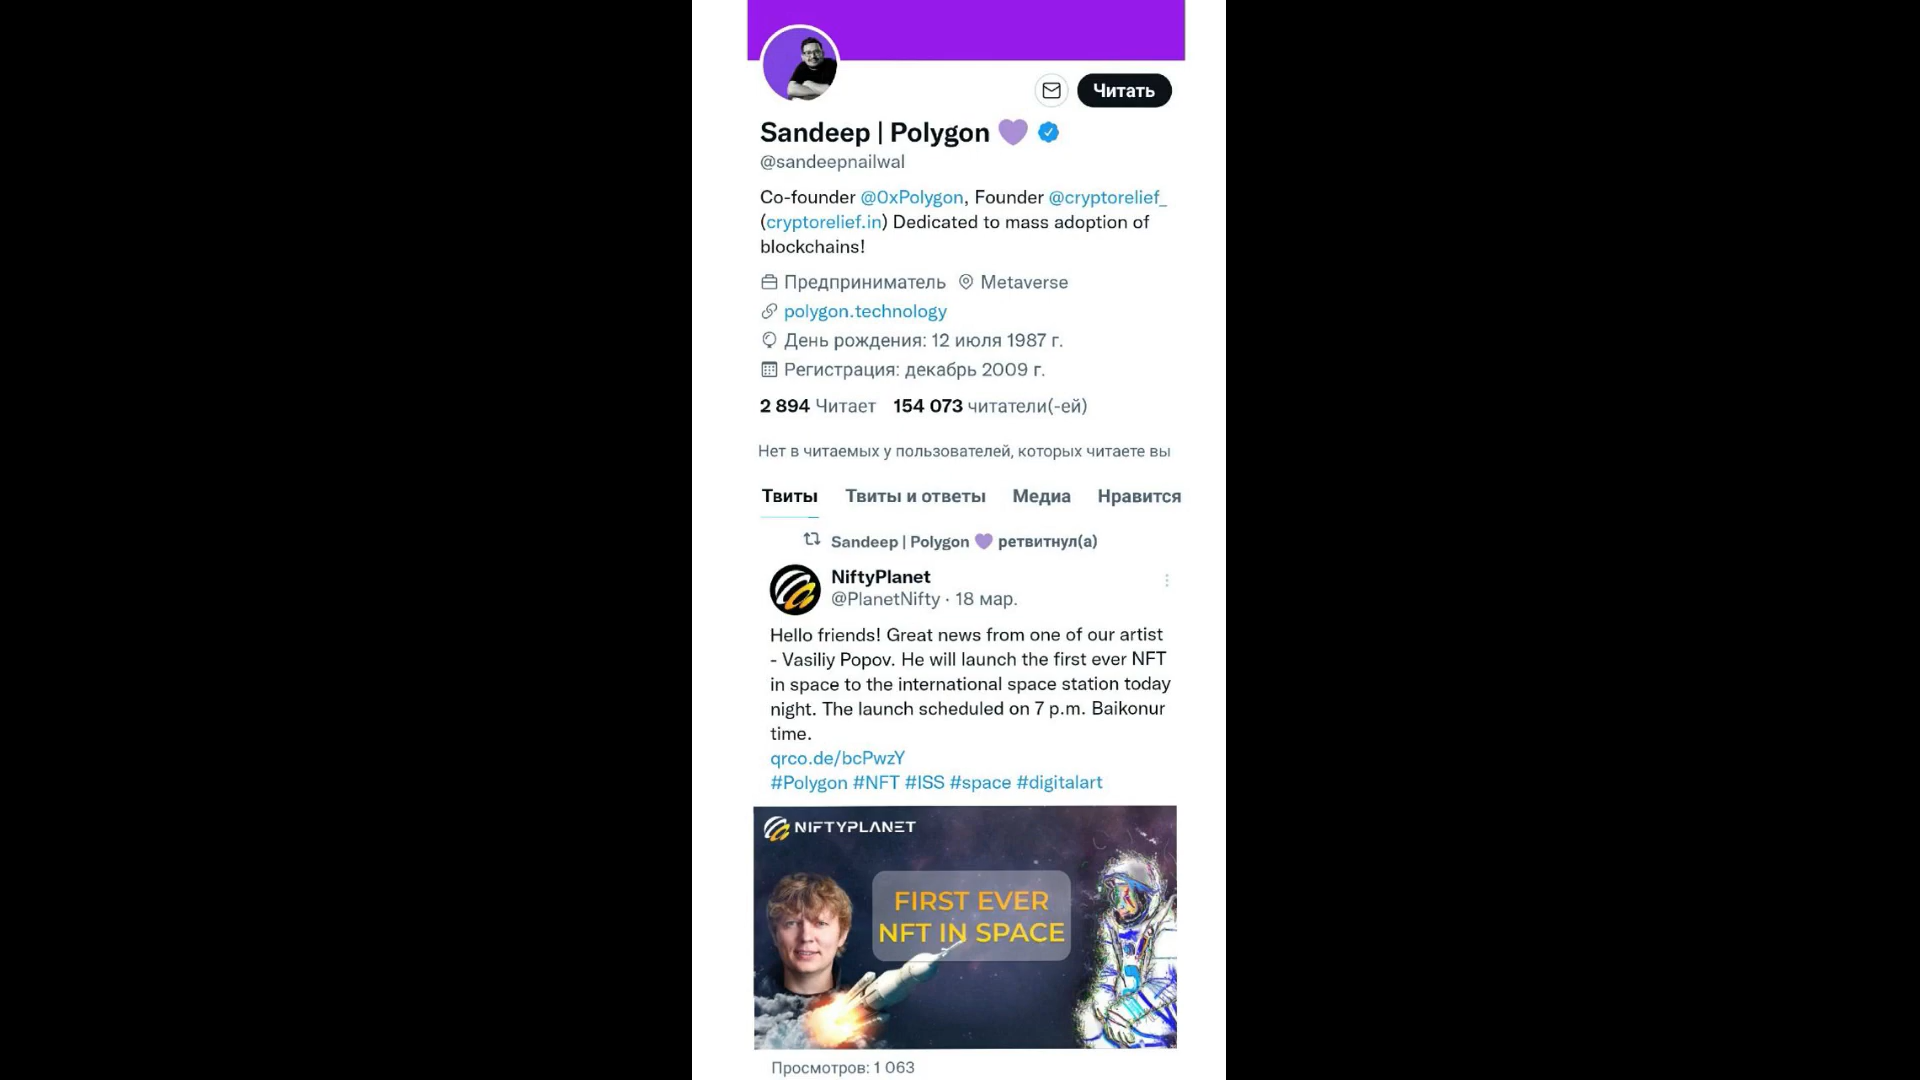 Читать
Sandeep | Polygon 💜
@sandeepnailwal
Co-founder @0xPolygon, Founder @cryptorelief_
(cryptorelief.in) Dedicated to mass adoption of
blockchains!
Предприниматель Metaverse
polygon.technology
День рождения: 12 июля 1987 г.
Регистрация: декабрь 2009 г.
2 894 Читает 154 073 читатели(-ей)
Нет в читаемых у пользователей, которых читаете вы
Твиты Твиты и ответы Медиа Нравится
Sandeep | Polygon 💜 ретвитнул(а)
NiftyPlanet
@PlanetNifty · 18 мар.
Hello friends! Great news from one of our artist
- Vasiliy Popov. He will launch the first ever NFT
in space to the international space station today
night. The launch scheduled on 7 p.m. Baikonur
time.
qrco.de/bcPwzY
#Polygon #NFT #ISS #space #digitalart
NIFTYPLANET
FIRST EVER
NFT IN SPACE
Просмотров: 1 063